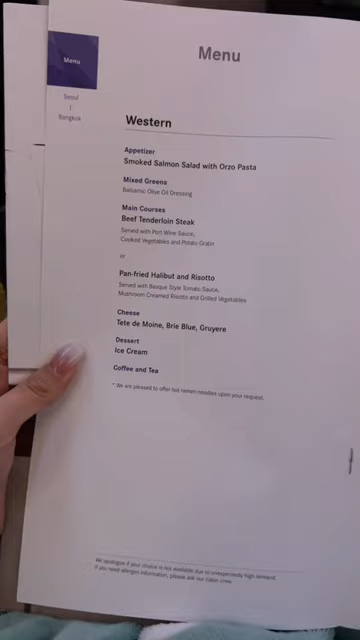 Menu
Menu
Seoul
|
Bangkok
Western
Appetizer
Smoked Salmon Salad with Orzo Pasta
Mixed Greens
Balsamic Olive Oil Dressing
Main Courses
Beef Tenderloin Steak
Served with Port Wine Sauce,
Cooked Vegetables and Potato Gratin
or
Pan-fried Halibut and Risotto
Served with Basque Style Tomato Sauce,
Mushroom Creamed Risotto and Grilled Vegetables
Cheese
Tete de Moine, Brie Blue, Gruyere
Dessert
Ice Cream
Coffee and Tea
* We are pleased to offer hot ramen noodles upon your request.
We apologize if your choice is not available due to unexpectedly high demand.
If you need allergen information, please ask our cabin crew.